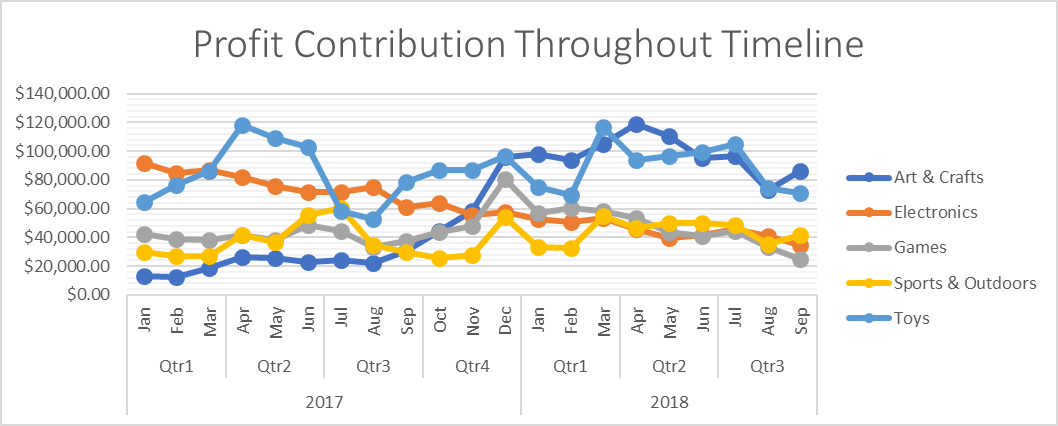 Profit Contribution Throughout Timeline
$140,000.00
$120,000.00
$100,000.00
$80,000.00
$60,000.00
$40,000.00
$20,000.00
$0.00
Jan Feb Mar Apr May Jun Jul Aug Sep Oct Nov Dec Jan Feb Mar Apr May Jun Jul Aug Sep
Qtr1 Qtr2 Qtr3 Qtr4 Qtr1 Qtr2 Qtr3
2017 2018
Art & Crafts
Electronics
Games
Sports & Outdoors
Toys